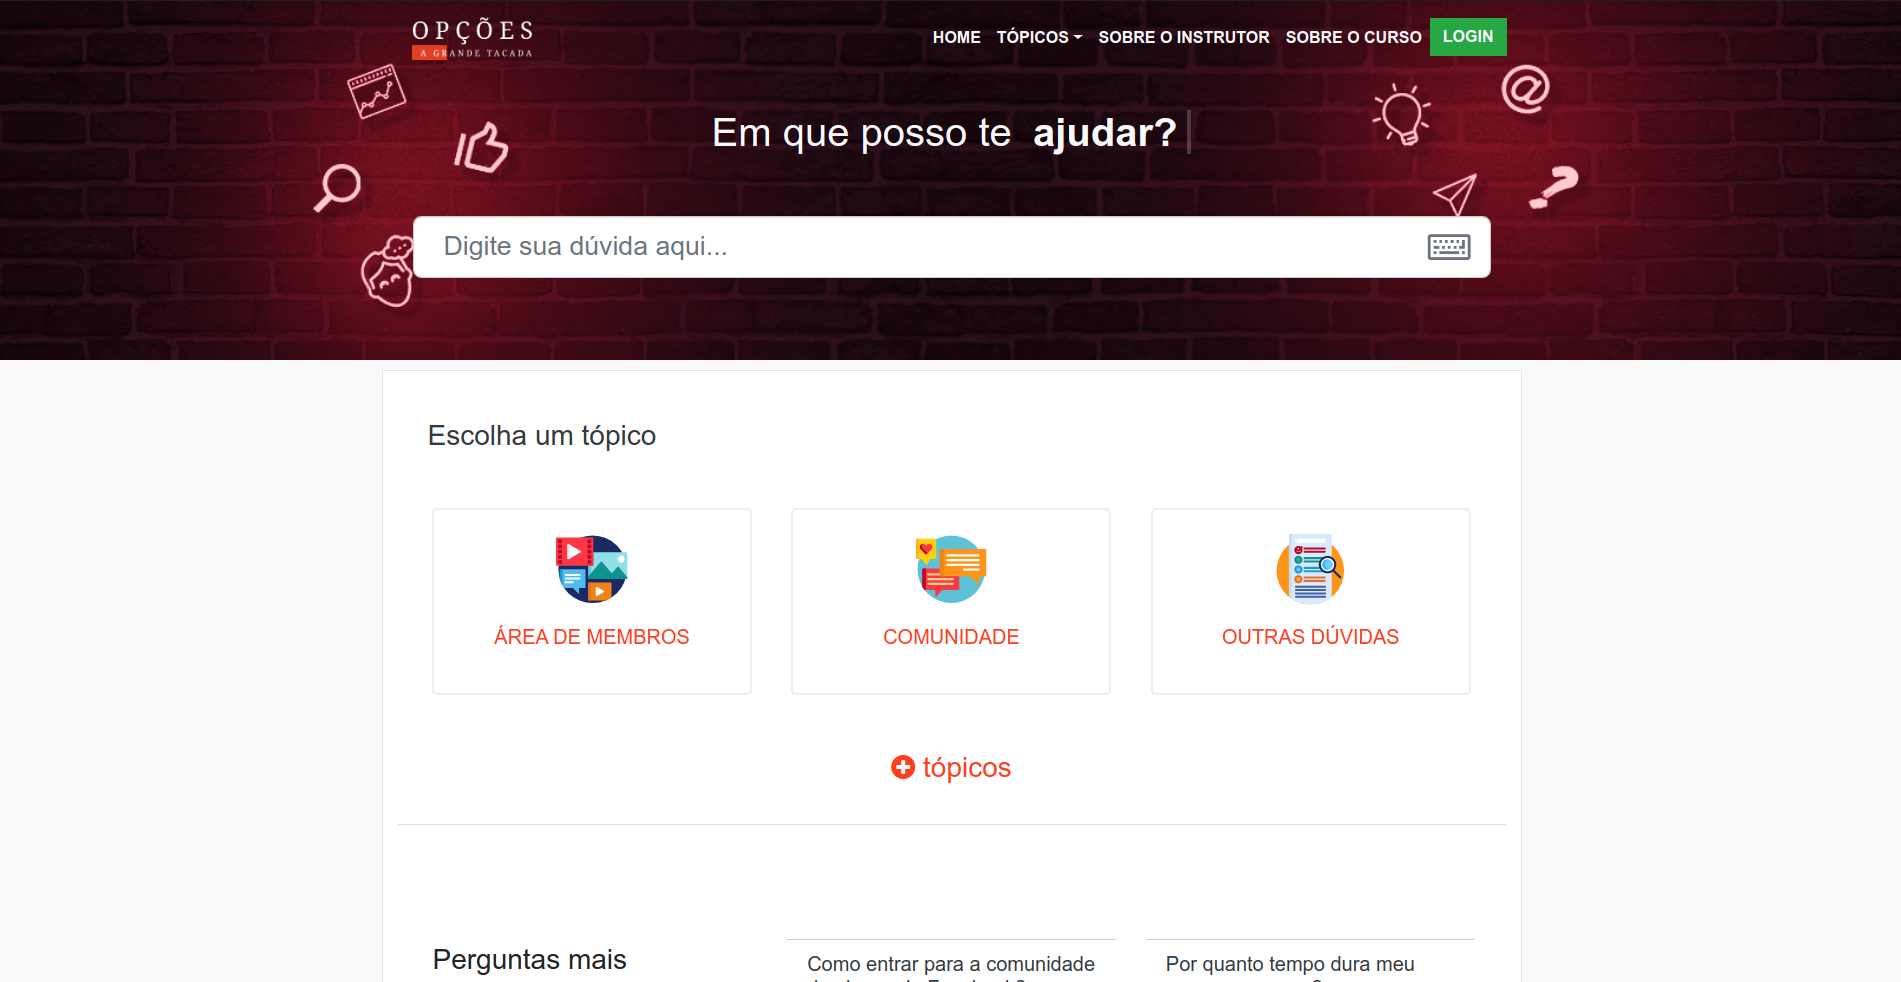 OPÇÕES
A GRANDE TACADA
HOME TÓPICOS SOBRE O INSTRUTOR SOBRE O CURSO LOGIN
Em que posso te ajudar?
Digite sua dúvida aqui...
Escolha um tópico
ÁREA DE MEMBROS
COMUNIDADE
OUTRAS DÚVIDAS
tópicos
Perguntas mais
Como entrar para a comunidade
Por quanto tempo dura meu